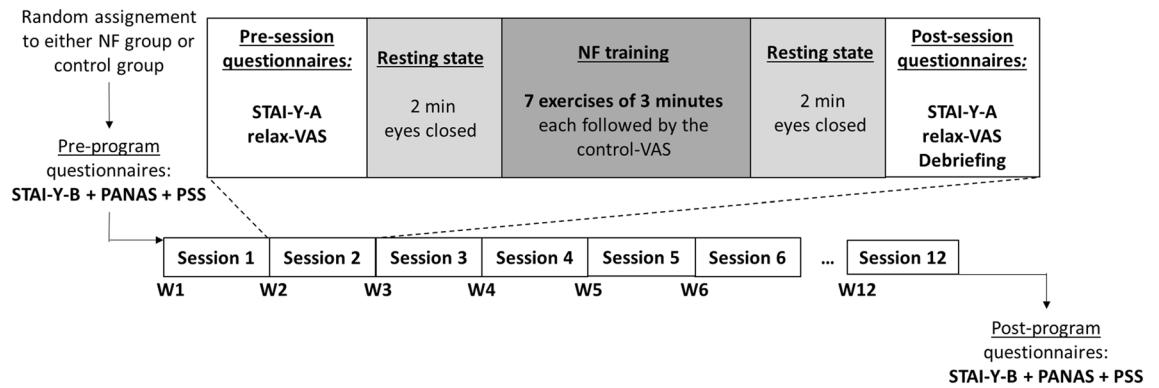 Random assignement
to either NF group or
control group
Pre-program
questionnaires:
STAI-Y-B + PANAS + PSS
Pre-session
questionnaires:
STAI-Y-A
relax-VAS
Resting state
2 min
eyes closed
NF training
7 exercises of 3 minutes
each followed by the
control-VAS
Resting state
2 min
eyes closed
Post-session
questionnaires:
STAI-Y-A
relax-VAS
Debriefing
Session 1
Session 2
Session 3
Session 4
Session 5
Session 6
...
Session 12
W1
W2
W3
W4
W5
W6
W12
Post-program
questionnaires:
STAI-Y-B + PANAS + PSS